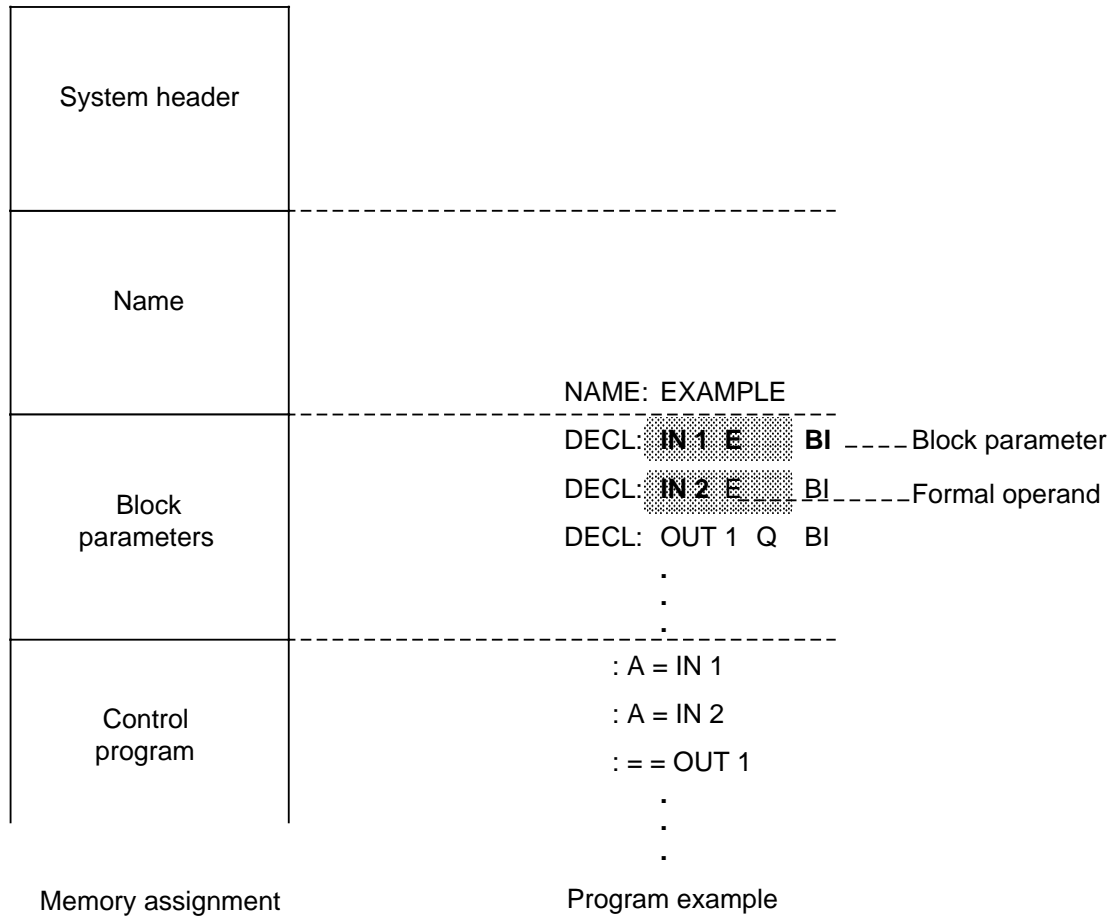 System header
Name
NAME: EXAMPLE
DECL: IN 1 E BI Block parameter
DECL: IN 2 E BI Formal operand
Block
parameters
DECL: OUT 1 Q BI
.
.
.
: A = IN 1
Control
program
: A = IN 2
: = = OUT 1
.
.
.
Memory assignment
Program example